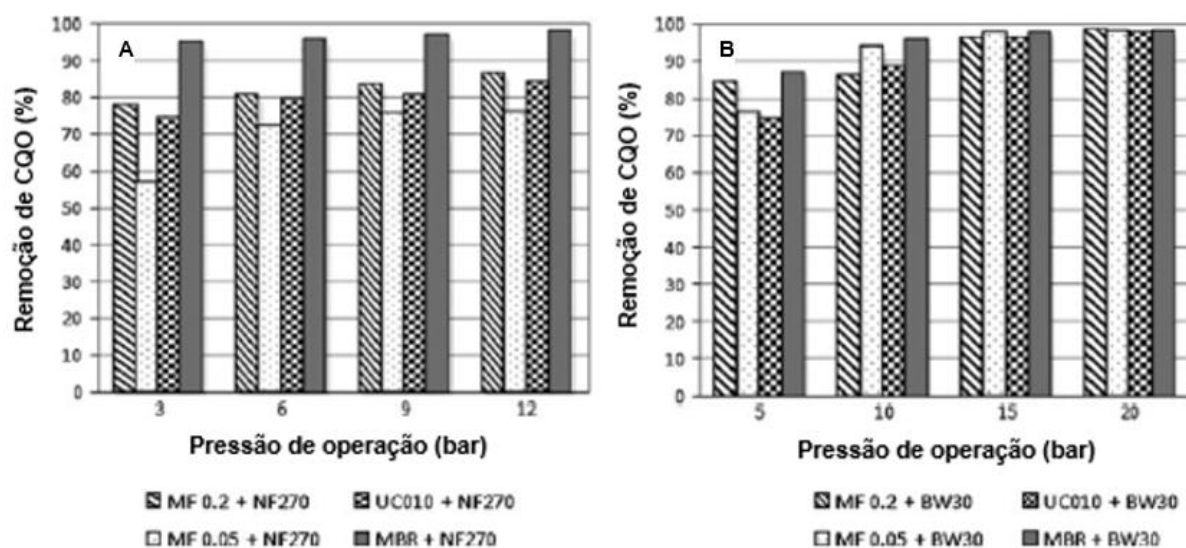 A
Remoção de CQO (%)
100
90
80
70
60
50
40
30
20
10
0
3 6 9 12
Pressão de operação (bar)
MF 0.2 + NF270 UC010 + NF270
MF 0.05 + NF270 MBR + NF270
B
Remoção de CQO (%)
100
90
80
70
60
50
40
30
20
10
0
5 10 15 20
Pressão de operação (bar)
MF 0.2 + BW30 UC010 + BW30
MF 0.05 + BW30 MBR + BW30